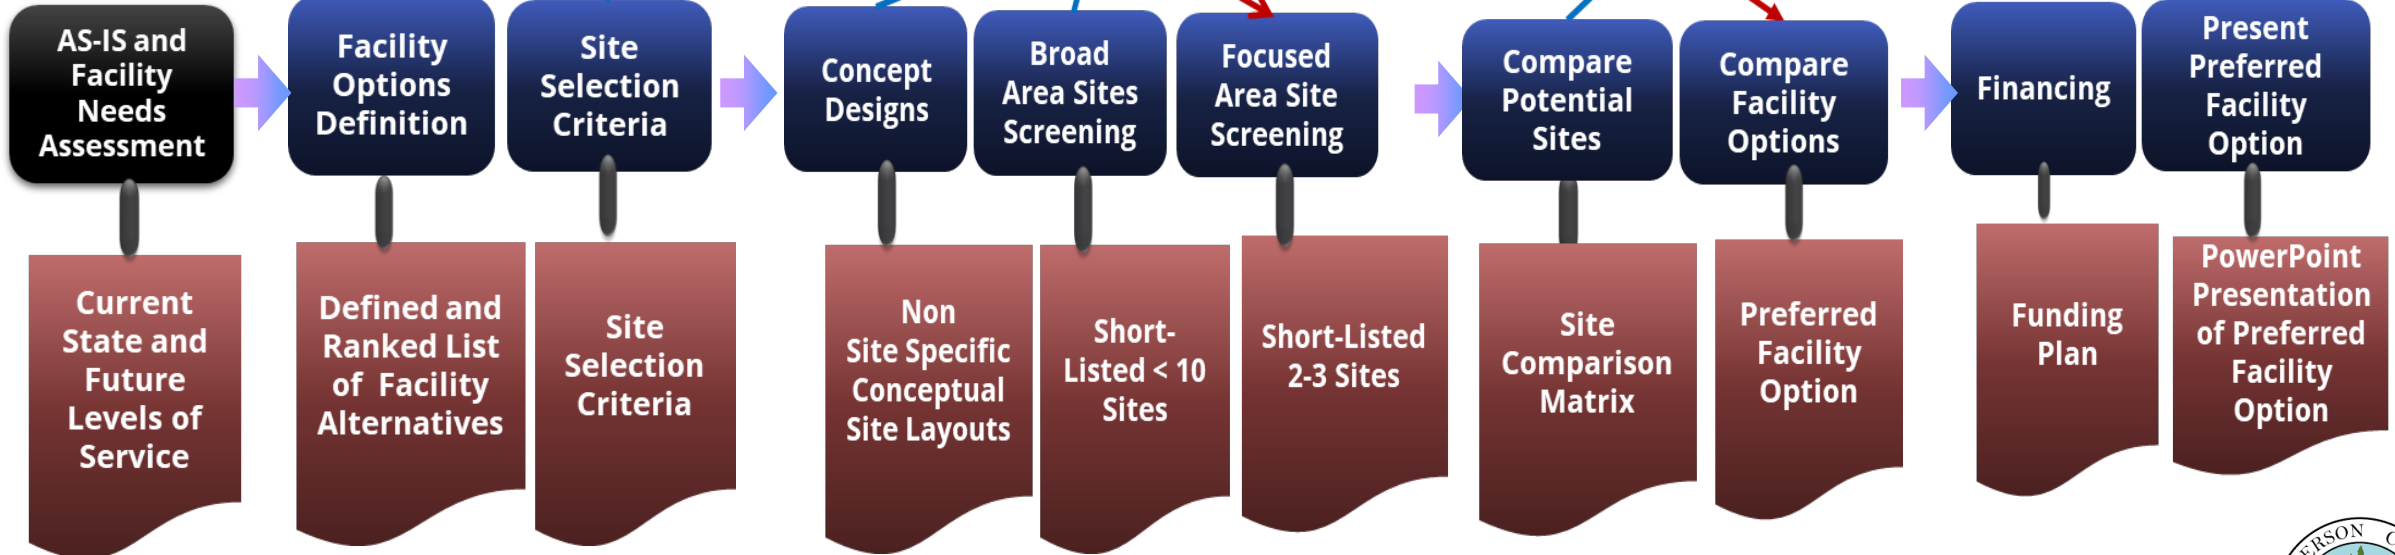 AS-IS and
Facility
Needs
Assessment
Facility
Options
Definition
Site
Selection
Criteria
Concept
Designs
Broad
Area Sites
Screening
Focused
Area Site
Screening
Compare
Potential
Sites
Compare
Facility
Options
Financing
Present
Preferred
Facility
Option
Current
State and
Future
Levels of
Service
Defined and
Ranked List
of Facility
Alternatives
Site
Selection
Criteria
Non
Site Specific
Conceptual
Site Layouts
Short-
Listed < 10
Sites
Short-Listed
2-3 Sites
Site
Comparison
Matrix
Preferred
Facility
Option
Funding
Plan
PowerPoint
Presentation
of Preferred
Facility
Option
ERSON C